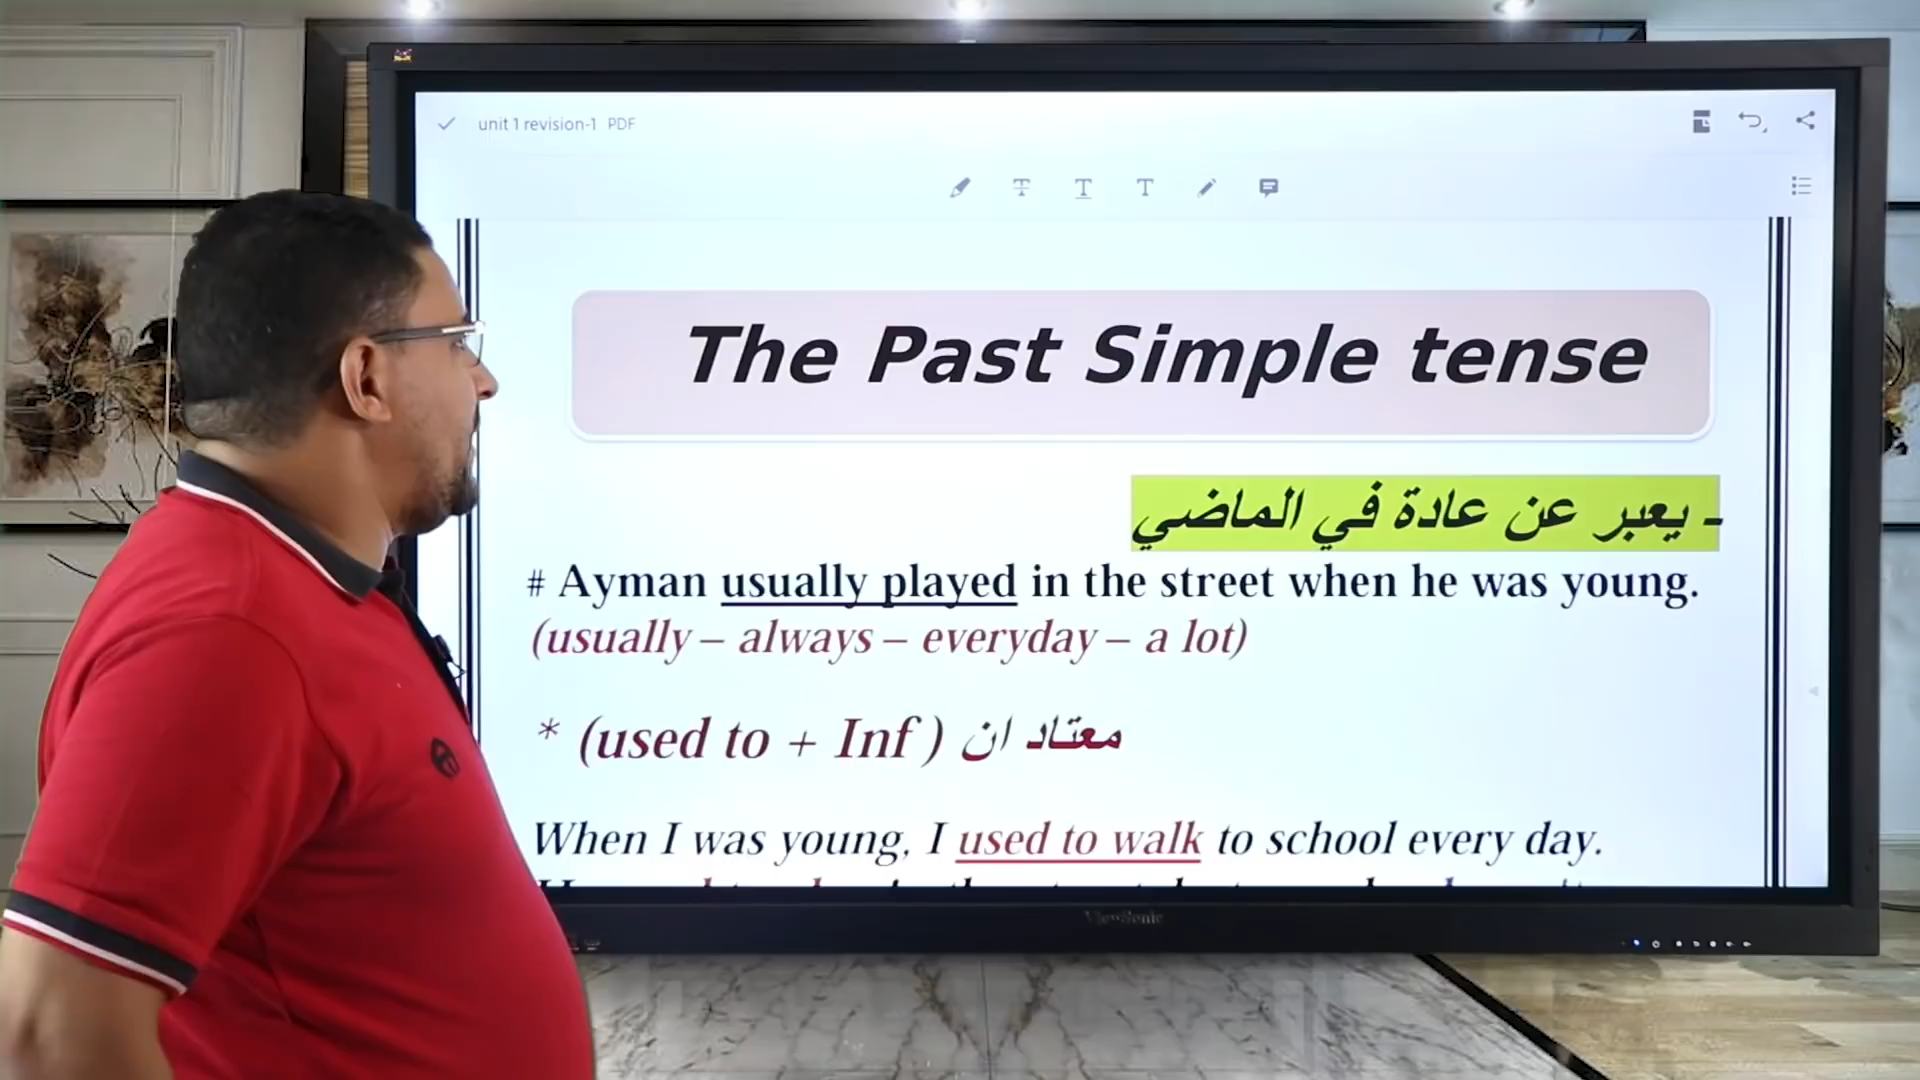 unit 1 revision-1 PDF
The Past Simple tense
- يعبر عن عادة في الماضي
# Ayman usually played in the street when he was young.
(usually – always – everyday – a lot)
* (used to + Inf ) معتاد ان
When I was young, I used to walk to school every day.
ViewSonic